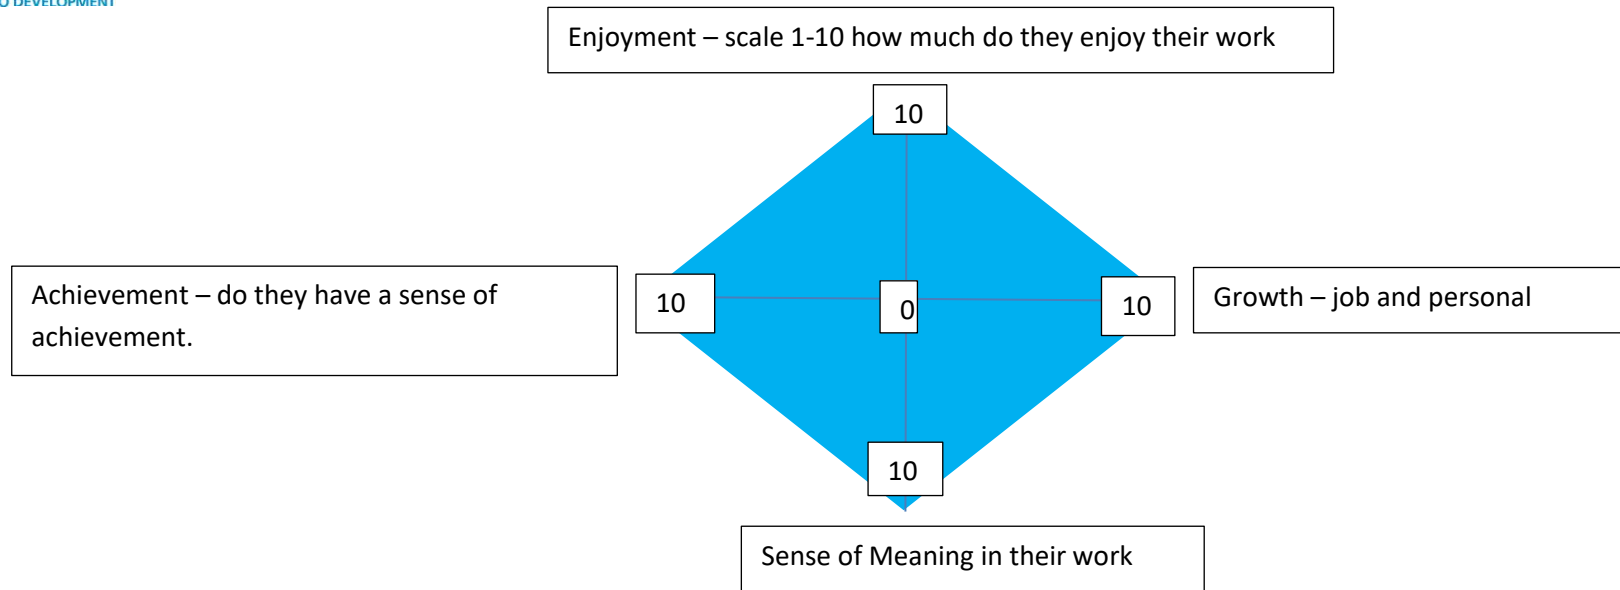 DEVELOPMENT
Enjoyment – scale 1-10 how much do they enjoy their work
10
Achievement – do they have a sense of
achievement.
10
0
10
Growth – job and personal
10
Sense of Meaning in their work